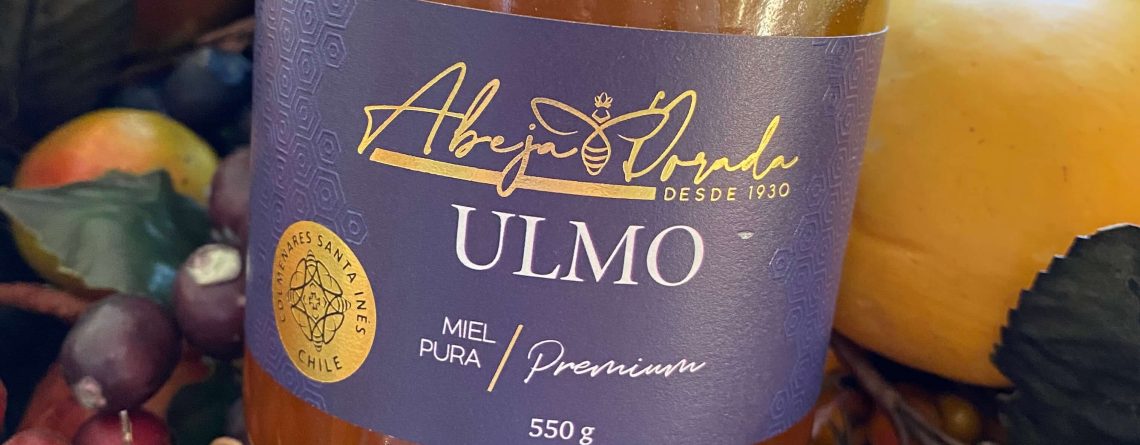 Abeja Dorada
DESDE 1930
ULMO
COLMENARES SANTA INÉS
CHILE
MIEL
PURA
Premium
550 g